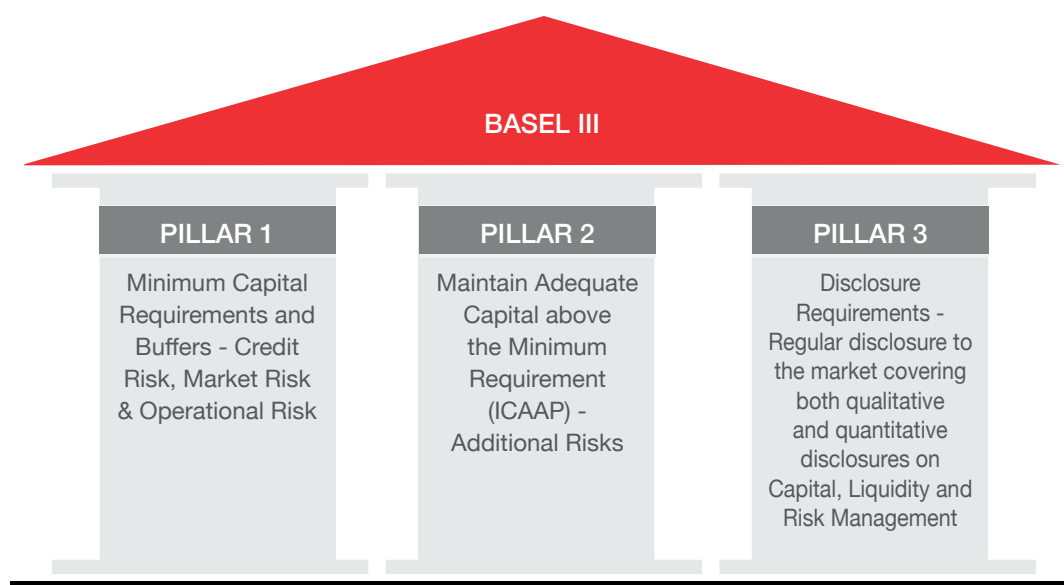 BASEL III
PILLAR 1
Minimum Capital
Requirements and
Buffers - Credit
Risk, Market Risk
& Operational Risk
PILLAR 2
Maintain Adequate
Capital above
the Minimum
Requirement
(ICAAP) -
Additional Risks
PILLAR 3
Disclosure
Requirements -
Regular disclosure to
the market covering
both qualitative
and quantitative
disclosures on
Capital, Liquidity and
Risk Management